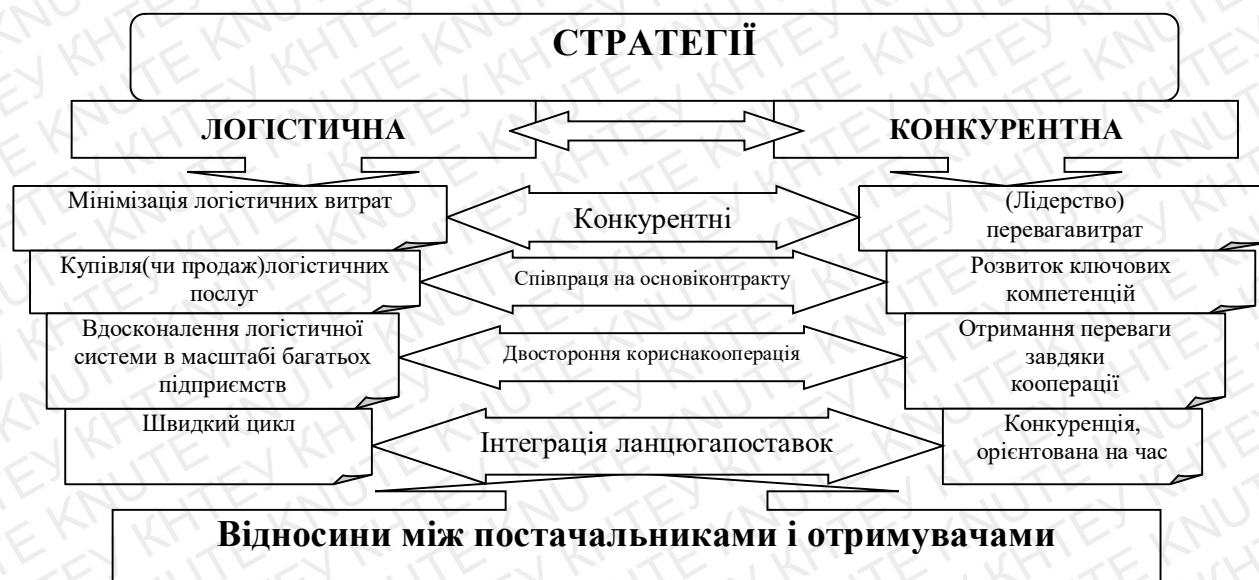 СТРАТЕГІЇ
ЛОГІСТИЧНА
КОНКУРЕНТНА
Мінімізація логістичних витрат
Конкурентні
(Лідерство)
перевагавитрат
Купівля(чи продаж)логістичних
послуг
Співпраця на основіконтракту
Розвиток ключових
компетенцій
Вдосконалення логістичної
системи в масштабі багатьох
підприємств
Двостороння кориснакооперація
Отримання переваги
завдяки
кооперації
Швидкий цикл
Інтеграція ланцюгапоставок
Конкуренція,
орієнтована на час
Відносини між постачальниками і отримувачами